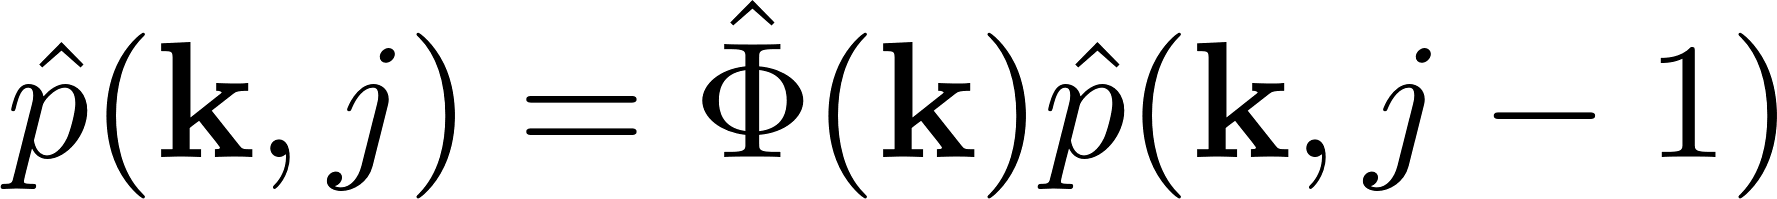 p̂(𝐤, j) = Φ̂(𝐤)p̂(𝐤, j − 1)